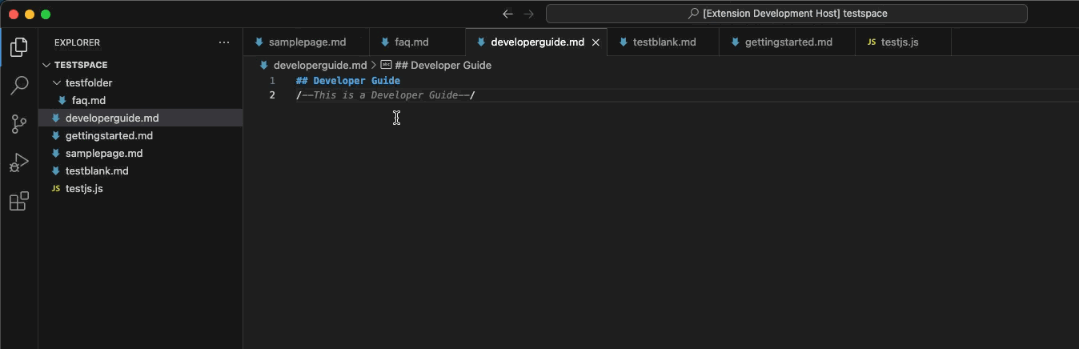 [Extension Development Host] testspace
EXPLORER
samplepage.md
faq.md
developerguide.md
testblank.md
gettingstarted.md
JS testjs.js
TESTSPACE
testfolder
faq.md
developerguide.md
gettingstarted.md
samplepage.md
testblank.md
JS testjs.js
developerguide.md > ## Developer Guide
1 ## Developer Guide
2 /--This is a Developer Guide--/